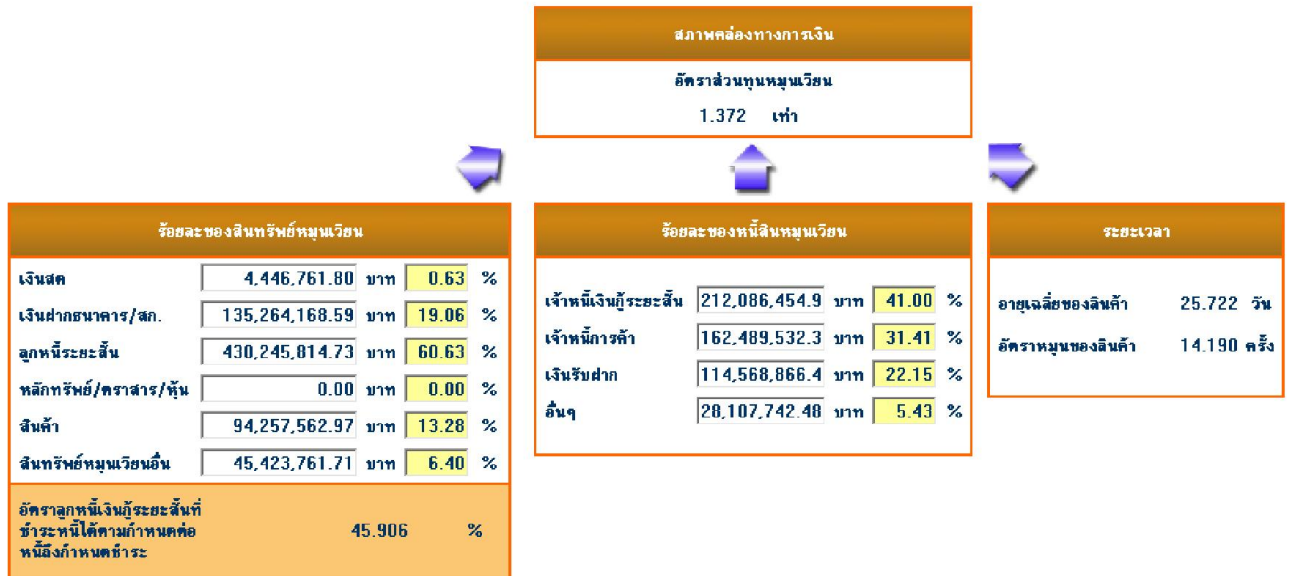 สภาพคล่องทางการเงิน
อัตราส่วนทุนหมุนเวียน
1.372 เท่า
ร้อยละของสินทรัพย์หมุนเวียน
เงินสด 4,446,761.80 บาท 0.63 %
เงินฝากธนาคาร/สก. 135,264,168.59 บาท 19.06 %
ลูกหนี้ระยะสั้น 430,245,814.73 บาท 60.63 %
หลักทรัพย์/ตราสาร/หุ้น 0.00 บาท 0.00 %
สินค้า 94,257,562.97 บาท 13.28 %
สินทรัพย์หมุนเวียนอื่น 45,423,761.71 บาท 6.40 %
อัตราลูกหนี้เงินกู้ระยะสั้นที่
ชำระหนี้ได้ตามกำหนดต่อ 45.906 %
หนี้ถึงกำหนดชำระ
ร้อยละของหนี้สินหมุนเวียน
เจ้าหนี้เงินกู้ระยะสั้น 212,086,454.9 บาท 41.00 %
เจ้าหนี้การค้า 162,489,532.3 บาท 31.41 %
เงินรับฝาก 114,568,866.4 บาท 22.15 %
อื่นๆ 28,107,742.48 บาท 5.43 %
ระยะเวลา
อายุเฉลี่ยของสินค้า 25.722 วัน
อัตราหมุนของสินค้า 14.190 ครั้ง